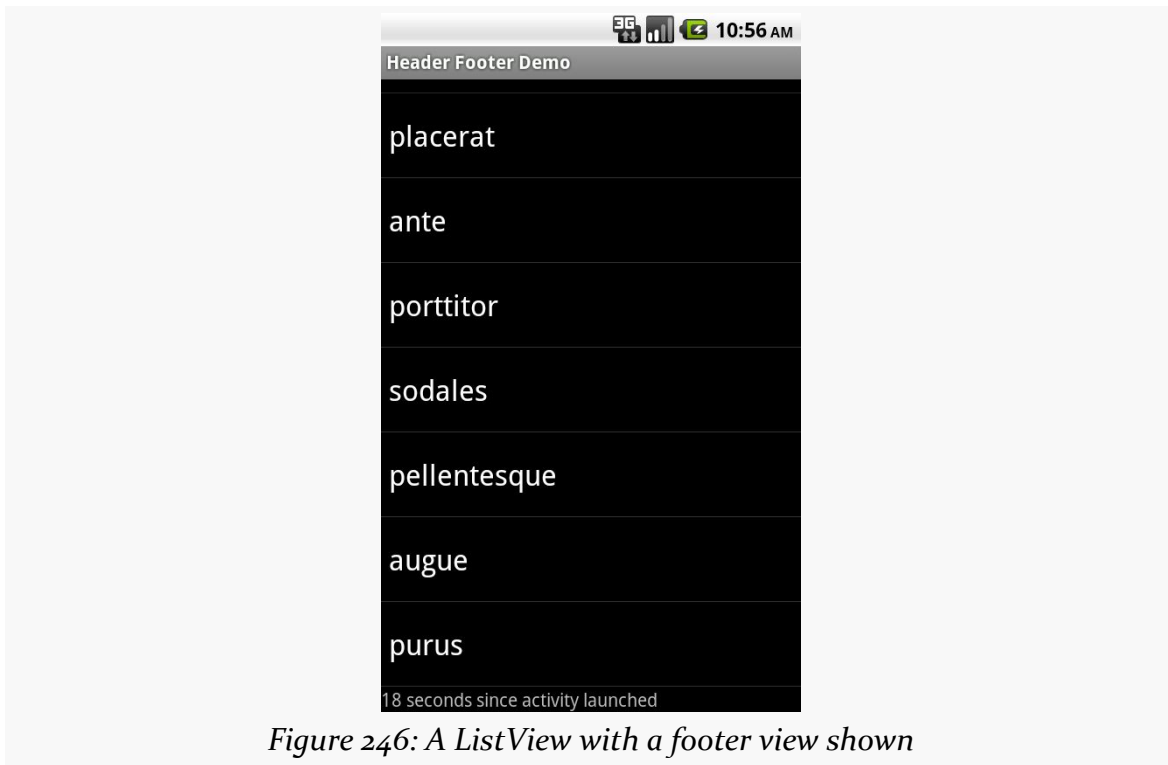 3G 10:56 AM
Header Footer Demo
placerat
ante
porttitor
sodales
pellentesque
augue
purus
18 seconds since activity launched
Figure 246: A ListView with a footer view shown